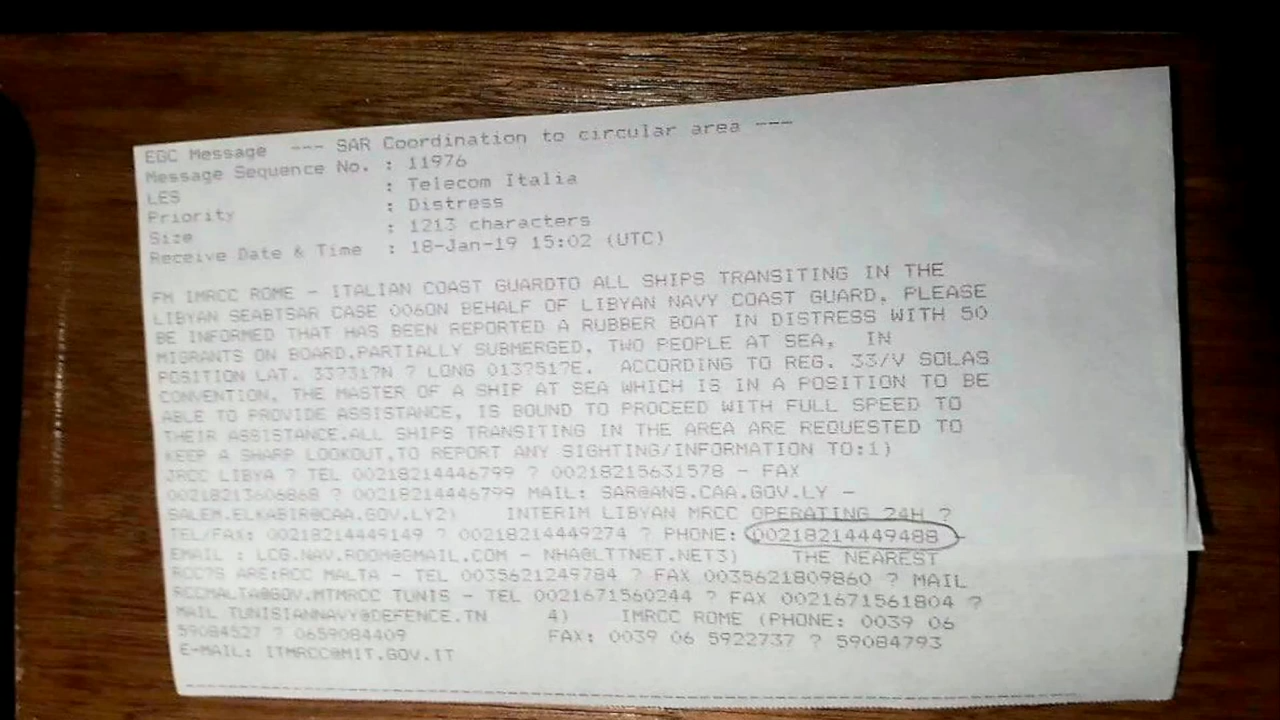 EGC Message --- SAR Coordination to circular area ---
Message Sequence No. : 11976
LES : Telecom Italia
Priority : Distress
Size : 1213 characters
Receive Date & Time : 18-Jan-19 15:02 (UTC)
FM IMRCC ROME - ITALIAN COAST GUARDTO ALL SHIPS TRANSITING IN THE
LIBYAN SEABTSAR CASE 006ON BEHALF OF LIBYAN NAVY COAST GUARD, PLEASE
BE INFORMED THAT HAS BEEN REPORTED A RUBBER BOAT IN DISTRESS WITH 50
MIGRANTS ON BOARD,PARTIALLY SUBMERGED, TWO PEOPLE AT SEA, IN
POSITION LAT. 33?31?N ? LONG 013?51?E. ACCORDING TO REG. 33/V SOLAS
CONVENTION, THE MASTER OF A SHIP AT SEA WHICH IS IN A POSITION TO BE
ABLE TO PROVIDE ASSISTANCE, IS BOUND TO PROCEED WITH FULL SPEED TO
THEIR ASSISTANCE.ALL SHIPS TRANSITING IN THE AREA ARE REQUESTED TO
KEEP A SHARP LOOKOUT,TO REPORT ANY SIGHTING/INFORMATION TO:1)
JRCC LIBYA ? TEL 00218214446799 ? 00218215631578 - FAX
00218213606868 ? 00218214446799 MAIL: SAR@ANS.CAA.GOV.LY -
SALEM.ELKABIR@CAA.GOV.LY2) INTERIM LIBYAN MRCC OPERATING 24H ?
TEL/FAX: 00218214449149 ? 00218214449274 ? PHONE: 00218214449488 -
EMAIL : LCG.NAV.ROOM@GMAIL.COM - NHA@LTTNET.NET3) THE NEAREST
RCC?S ARE:RCC MALTA - TEL 0035621249784 ? FAX 0035621809860 ? MAIL
RCCMALTA@GOV.MTMRCC TUNIS - TEL 0021671560244 ? FAX 0021671561804 ?
MAIL TUNISIANNAVY@DEFENCE.TN 4) IMRCC ROME (PHONE: 0039 06
59084527 ? 0659084409 FAX: 0039 06 5922737 ? 59084793
E-MAIL: ITMRCC@MIT.GOV.IT